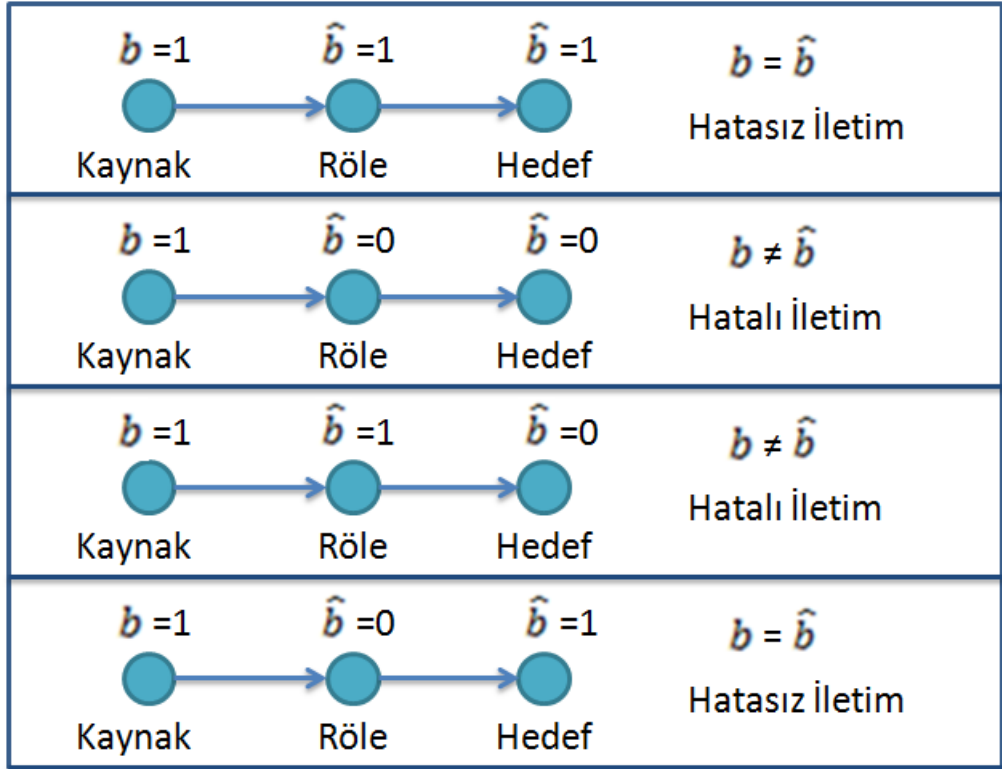 b =1 b̂ =1 b̂ =1 b = b̂
Kaynak Röle Hedef Hatasız İletim
b =1 b̂ =0 b̂ =0 b ≠ b̂
Kaynak Röle Hedef Hatalı İletim
b =1 b̂ =1 b̂ =0 b ≠ b̂
Kaynak Röle Hedef Hatalı İletim
b =1 b̂ =0 b̂ =1 b = b̂
Kaynak Röle Hedef Hatasız İletim